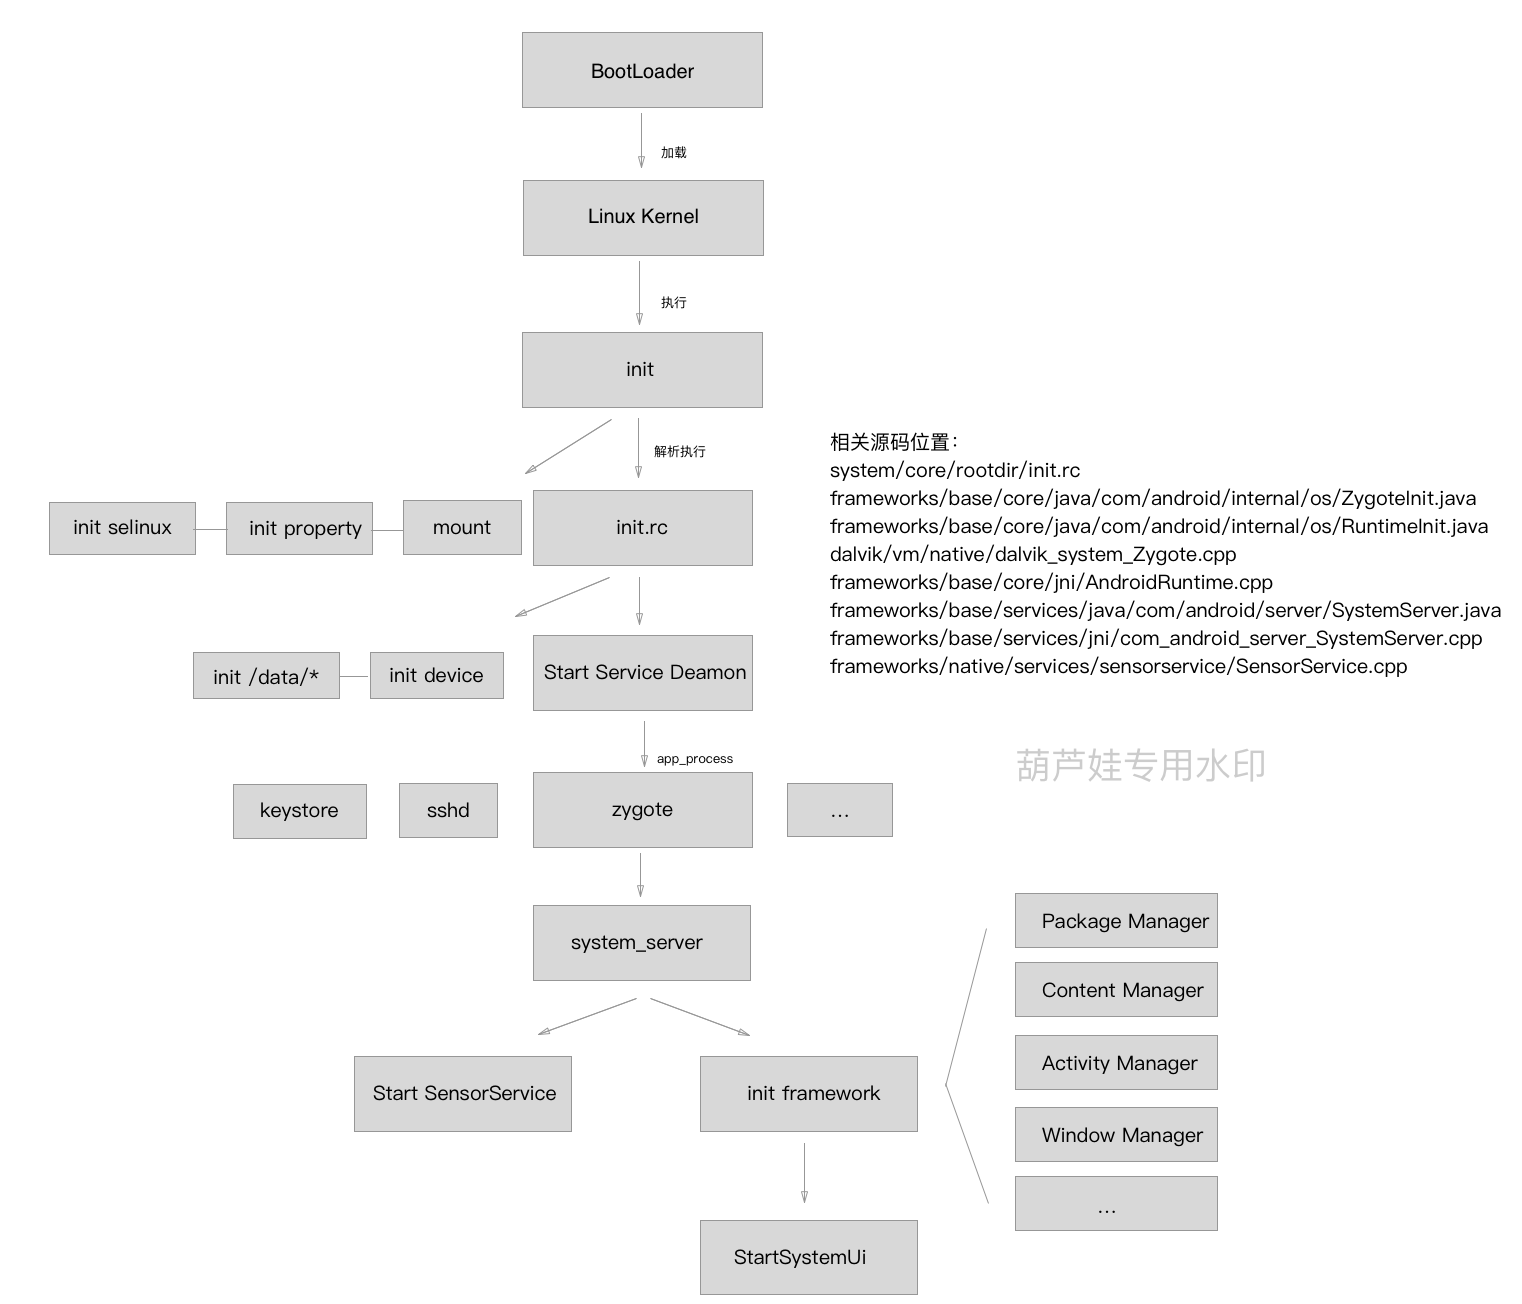 BootLoader
加载
Linux Kernel
执行
init
解析执行
init selinux
init property
mount
init.rc
相关源码位置：
system/core/rootdir/init.rc
frameworks/base/core/java/com/android/internal/os/ZygoteInit.java
frameworks/base/core/java/com/android/internal/os/RuntimeInit.java
dalvik/vm/native/dalvik_system_Zygote.cpp
frameworks/base/core/jni/AndroidRuntime.cpp
frameworks/base/services/java/com/android/server/SystemServer.java
frameworks/base/services/jni/com_android_server_SystemServer.cpp
frameworks/native/services/sensorservice/SensorService.cpp
init /data/*
init device
Start Service Deamon
app_process
葫芦娃专用水印
keystore
sshd
zygote
...
system_server
Package Manager
Content Manager
Activity Manager
Window Manager
...
Start SensorService
init framework
StartSystemUi